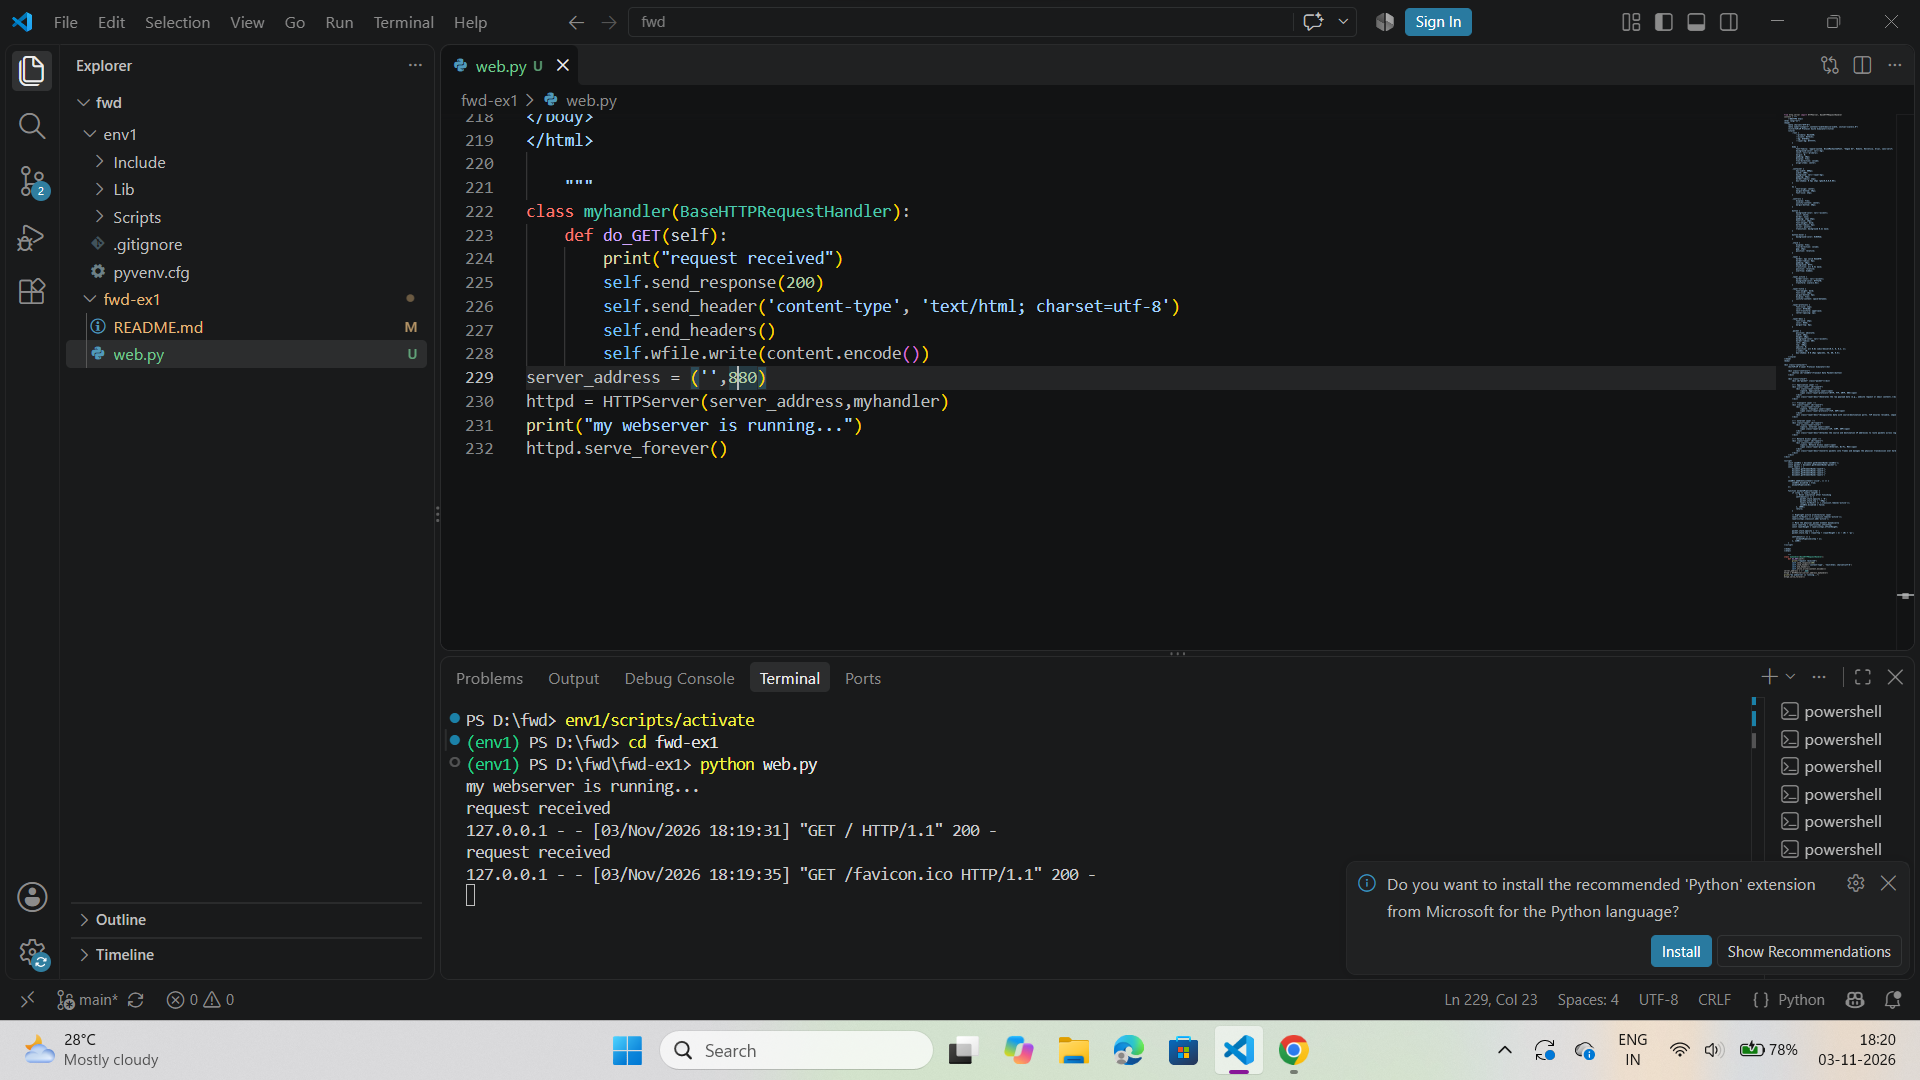 File Edit Selection View Go Run Terminal Help
fwd
Sign In
Explorer
fwd
env1
Include
Lib
Scripts
.gitignore
pyvenv.cfg
fwd-ex1
README.md M
web.py U
Outline
Timeline
web.py U
fwd-ex1 > web.py
218 </body>
219 </html>
220
221 """
222 class myhandler(BaseHTTPRequestHandler):
223 def do_GET(self):
224 print("request received")
225 self.send_response(200)
226 self.send_header('content-type', 'text/html; charset=utf-8')
227 self.end_headers()
228 self.wfile.write(content.encode())
229 server_address = ('',880)
230 httpd = HTTPServer(server_address,myhandler)
231 print("my webserver is running...")
232 httpd.serve_forever()
Problems Output Debug Console Terminal Ports
PS D:\fwd> env1/scripts/activate
(env1) PS D:\fwd> cd fwd-ex1
(env1) PS D:\fwd\fwd-ex1> python web.py
my webserver is running...
request received
127.0.0.1 - - [03/Nov/2026 18:19:31] "GET / HTTP/1.1" 200 -
request received
127.0.0.1 - - [03/Nov/2026 18:19:35] "GET /favicon.ico HTTP/1.1" 200 -
powershell
powershell
powershell
powershell
powershell
powershell
Do you want to install the recommended 'Python' extension
from Microsoft for the Python language?
Install Show Recommendations
2
main* 0 0
Ln 229, Col 23 Spaces: 4 UTF-8 CRLF { } Python
28°C
Mostly cloudy
Search
ENG
IN
78%
18:20
03-11-2026